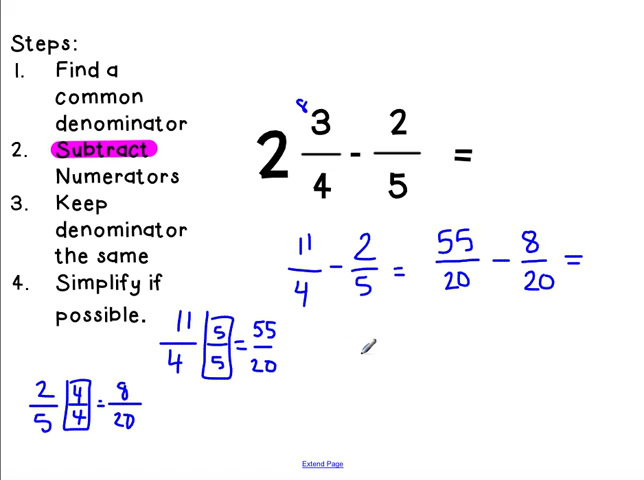 Steps:
1. Find a
common
denominator
2. Subtract
Numerators
3. Keep
denominator
the same
4. Simplify if
possible.
8
2 3/4 - 2/5 =
11/4 - 2/5 = 55/20 - 8/20 =
11/4 | 5/5 = 55/20
2/5 | 4/4 = 8/20
Extend Page